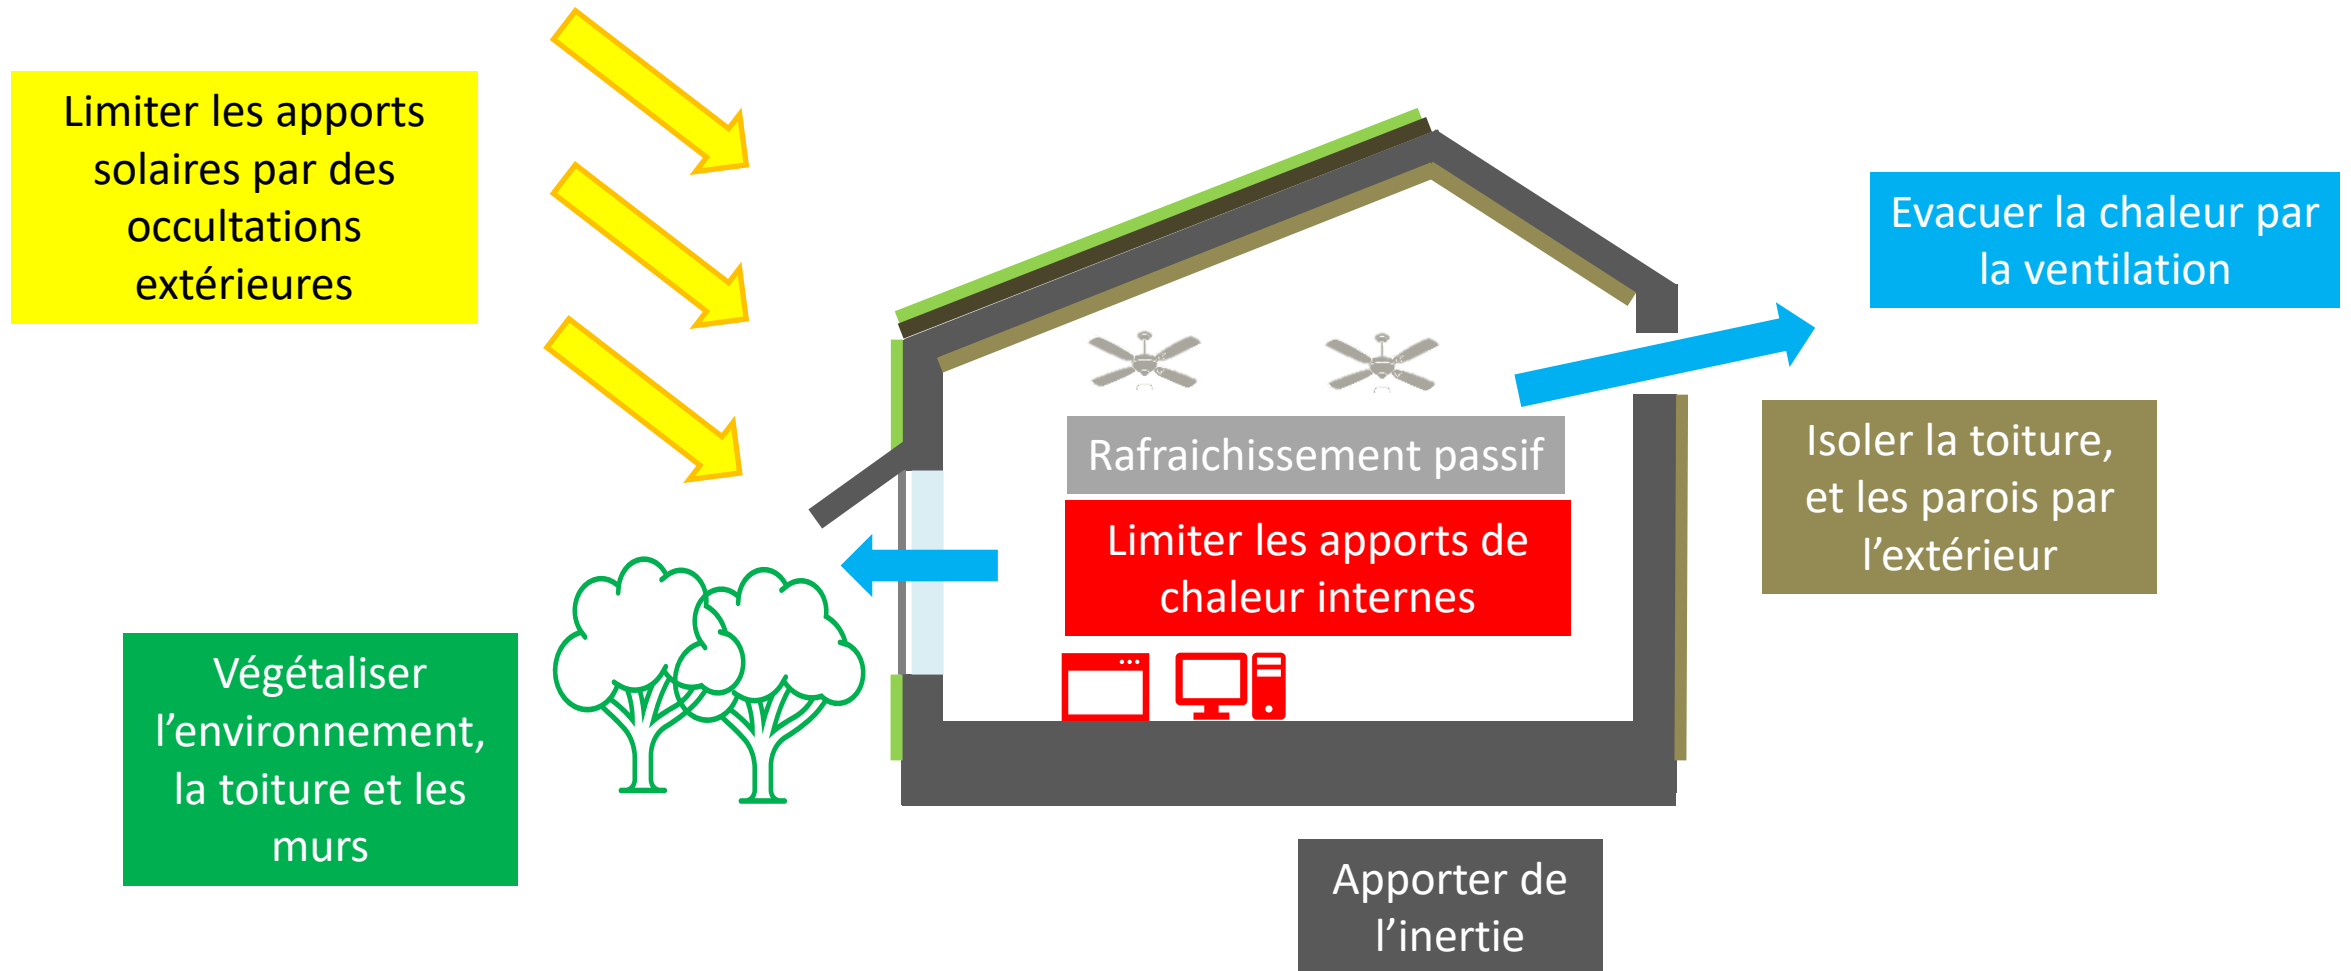 Limiter les apports
solaires par des
occultations
extérieures
Evacuer la chaleur par
la ventilation
Rafraichissement passif
Isoler la toiture,
et les parois par
l’extérieur
Limiter les apports de
chaleur internes
Végétaliser
l’environnement,
la toiture et les
murs
Apporter de
l’inertie